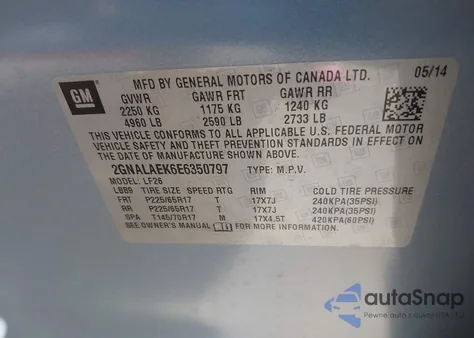 MFD BY GENERAL MOTORS OF CANADA LTD. 05/14
GM
GVWR GAWR FRT GAWR RR
2250 KG 1175 KG 1240 KG
4960 LB 2590 LB 2733 LB
THIS VEHICLE CONFORMS TO ALL APPLICABLE U.S. FEDERAL MOTOR
VEHICLE SAFETY AND THEFT PREVENTION STANDARDS IN EFFECT ON
THE DATE OF MANUFACTURE SHOWN ABOVE.
2GNALAEK6E6350797 TYPE: M.P.V.
MODEL: LF26
LBB9 TIRE SIZE SPEED RTG RIM COLD TIRE PRESSURE
FRT P225/65R17 T 17X7J 240KPA(35PSI)
RR P225/65R17 T 17X7J 240KPA(35PSI)
SPA T145/70R17 M 17X4.5T 420KPA(60PSI)
SEE OWNER'S MANUAL FOR MORE INFORMATION.
autoSnap
Pewne auto z